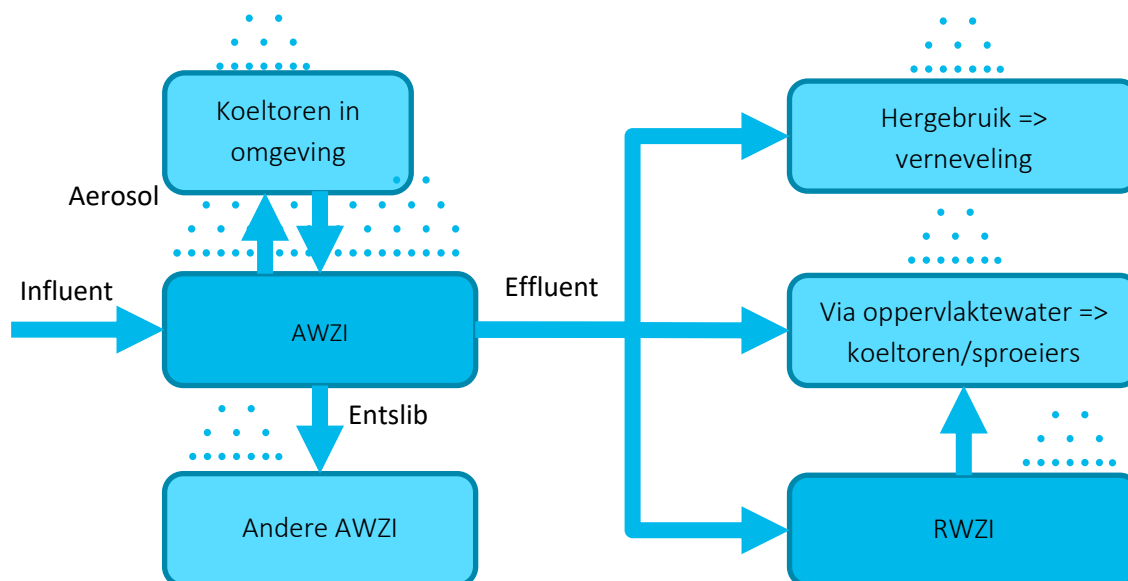 Koeltoren in
omgeving
Hergebruik =>
verneveling
Aerosol
Influent
AWZI
Effluent
Via oppervlaktewater =>
koeltoren/sproeiers
Entslib
Andere AWZI
RWZI